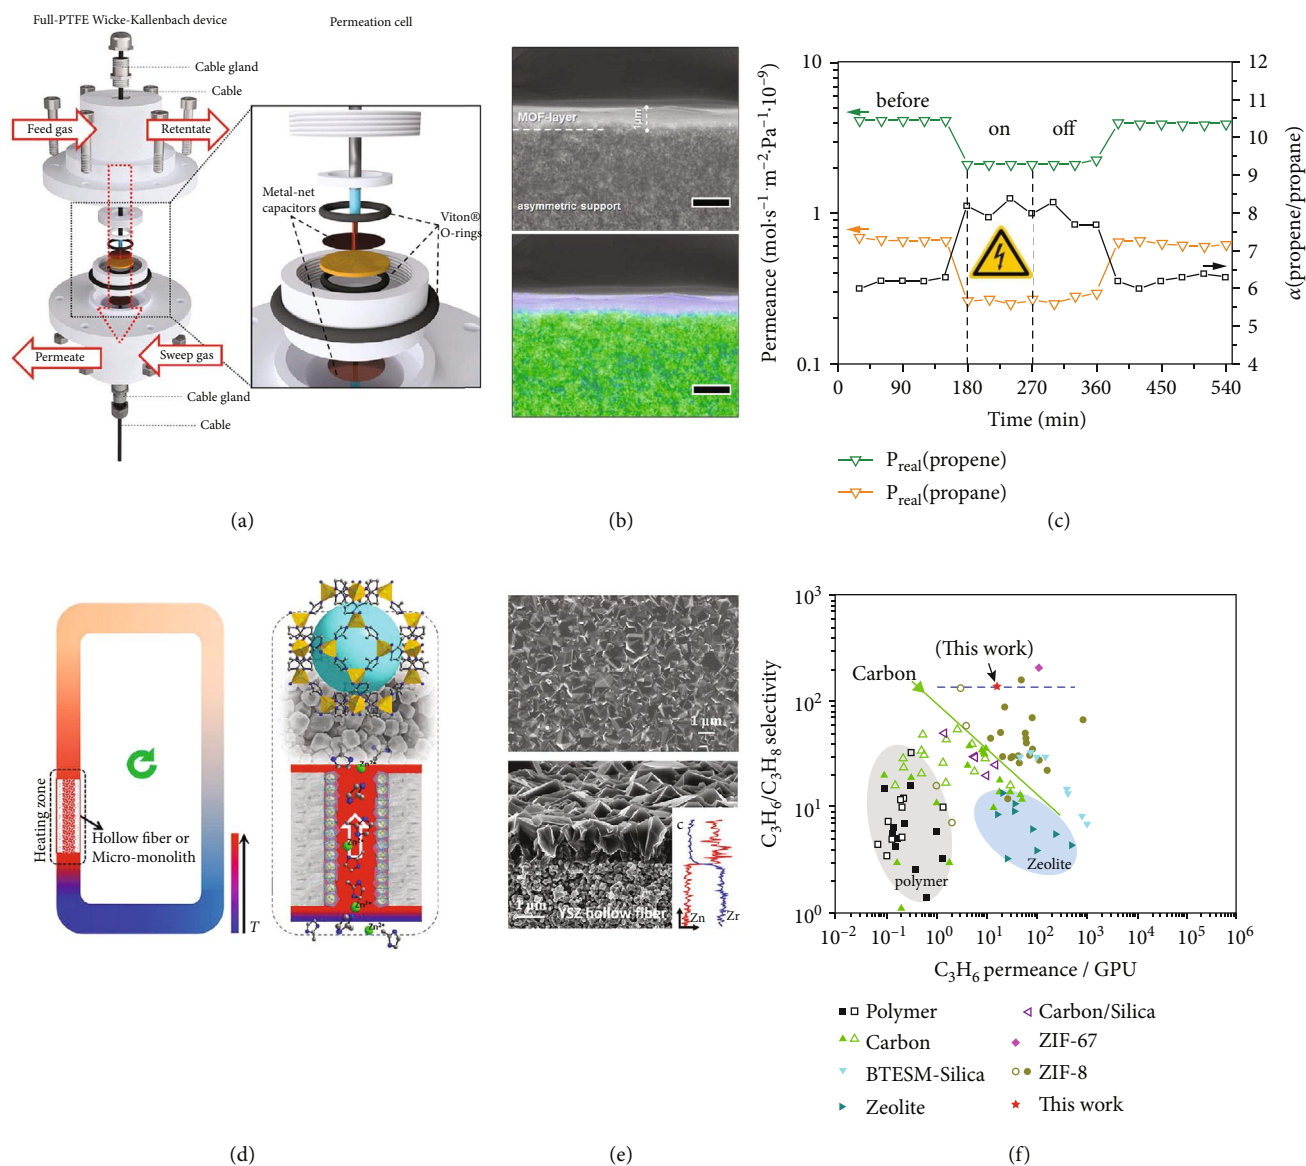 Full-PTFE Wicke-Kallenbach device
Permeation cell
Cable gland
Cable
Feed gas
Retentate
Metal-net
capacitors
Viton®
O-rings
Permeate
Sweep gas
Cable gland
Cable
(a)
MOF-layer
1µm
asymmetric-support
(b)
Permeance (mol·s⁻¹·m⁻²·Pa⁻¹·10⁻⁹)
10
1
0.1
before
on
off
12
11
10
9
8
7
6
5
4
α(propene/propane)
0 90 180 270 360 450 540
Time (min)
P_real(propene)
P_real(propane)
(c)
Heating zone
Hollow fiber or
Micro-monolith
T
Zn²⁺
Zn²⁺
Zn²⁺
Zn²⁺
(d)
1 µm
1 µm
YSZ hollow fiber
c
Zn
Zr
(e)
C₃H₆/C₃H₈ selectivity
10³
10²
10¹
10⁰
(This work)
Carbon
polymer
Zeolite
10⁻² 10⁻¹ 10⁰ 10¹ 10² 10³ 10⁴ 10⁵ 10⁶
C₃H₆ permeance / GPU
Polymer
Carbon
BTESM-Silica
Zeolite
Carbon/Silica
ZIF-67
ZIF-8
This work
(f)